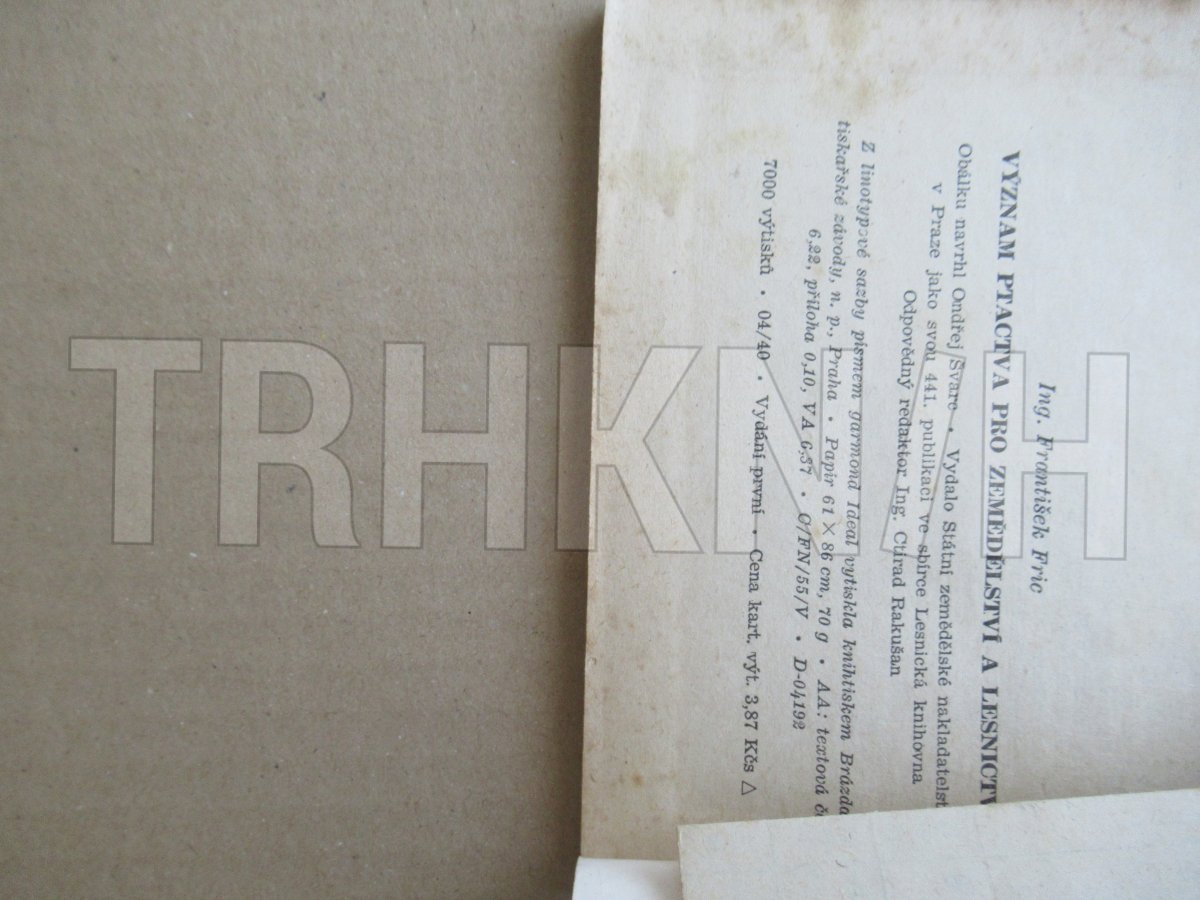 Ing. František Fric
VÝZNAM PTACTVA PRO ZEMĚDĚLSTVÍ A LESNICTV
Obálku navrhl Ondřej Švarc • Vydalo Státní zemědělské nakladatelst
v Praze jako svou 441. publikaci ve sbírce Lesnická knihovna
Odpovědný redaktor Ing. Ctirad Rakušan
Z linotypové sazby písmem garmond Ideal vytiskla knihtiskem Brázda
tiskařské závody, n. p., Praha • Papír 61 × 86 cm, 70 g • AA: textová č
6,22, příloha 0,10, VA 6,57 • O/FN/55/V • D-04192
7000 výtisků • 04/40 • Vydání první • Cena kart. výt. 3,87 Kčs △
TRHKNIH